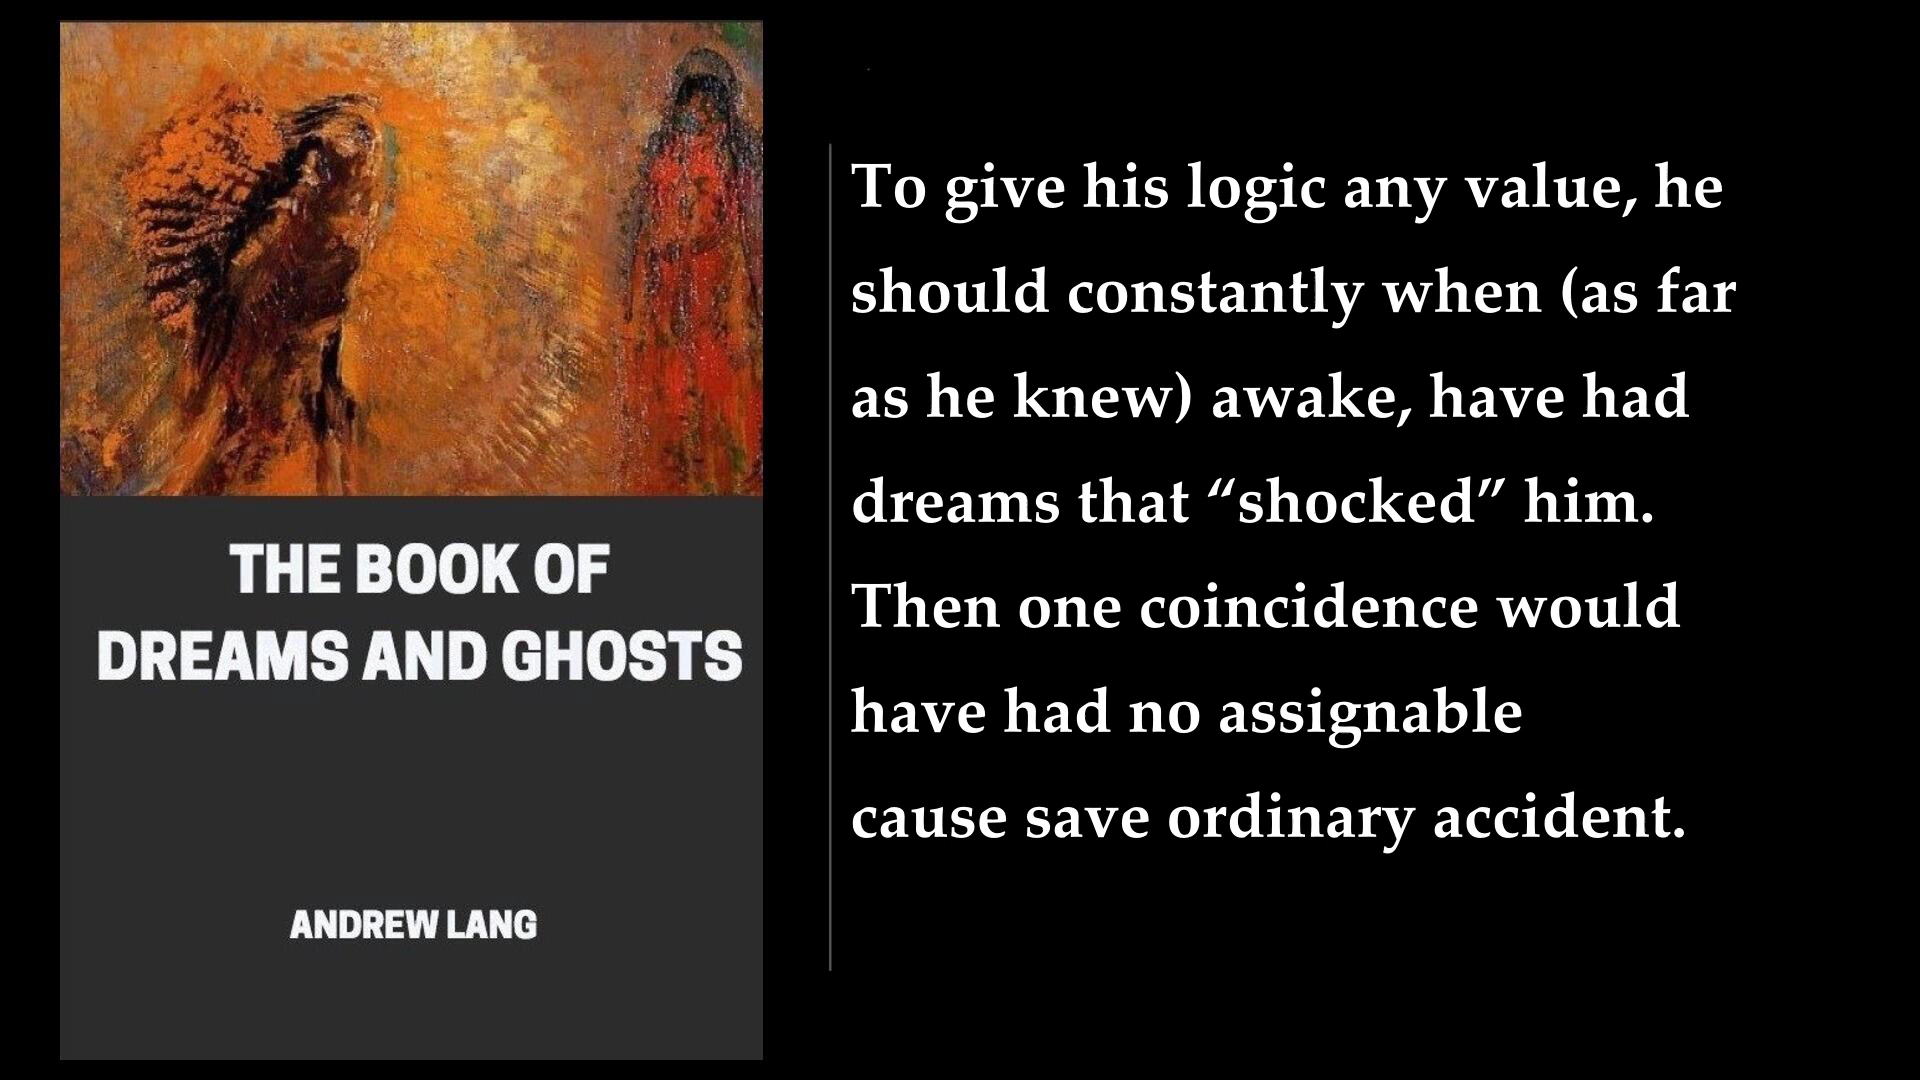 THE BOOK OF
DREAMS AND GHOSTS
ANDREW LANG
To give his logic any value, he
should constantly when (as far
as he knew) awake, have had
dreams that “shocked” him.
Then one coincidence would
have had no assignable
cause save ordinary accident.